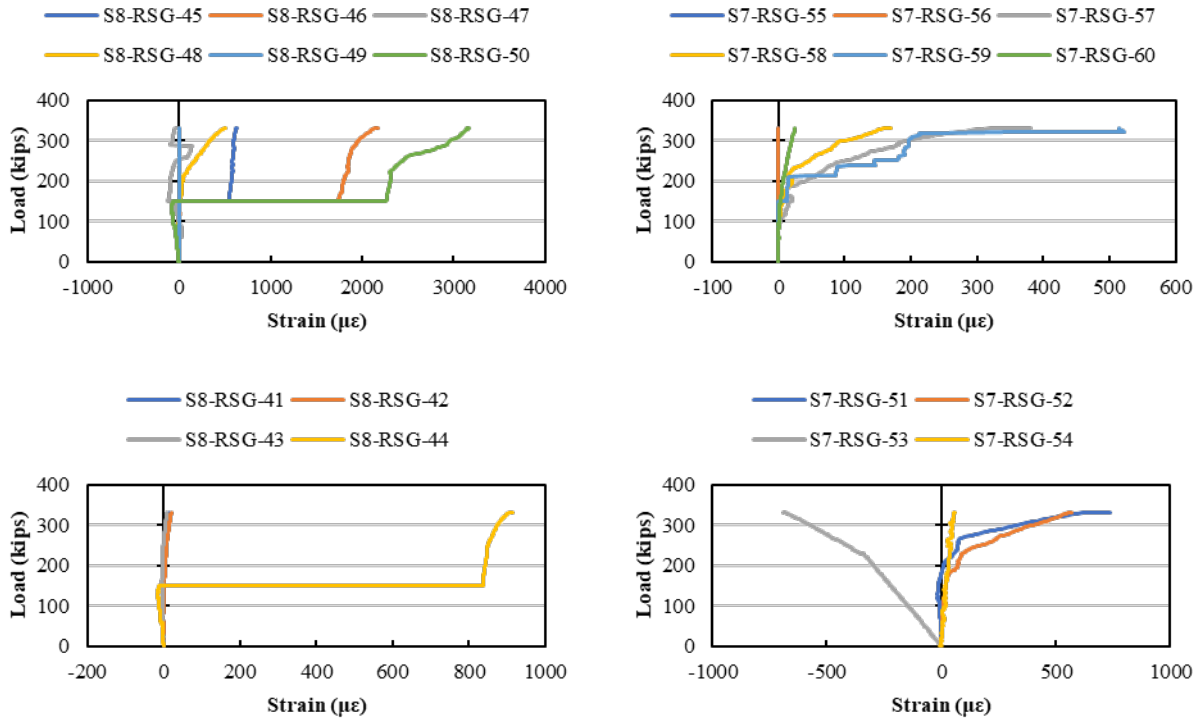 S8-RSG-45 S8-RSG-46 S8-RSG-47
S8-RSG-48 S8-RSG-49 S8-RSG-50
400
300
200
100
0
Load (kips)
-1000 0 1000 2000 3000 4000
Strain (µε)
S7-RSG-55 S7-RSG-56 S7-RSG-57
S7-RSG-58 S7-RSG-59 S7-RSG-60
400
300
200
100
0
Load (kips)
-100 0 100 200 300 400 500 600
Strain (µε)
S8-RSG-41 S8-RSG-42
S8-RSG-43 S8-RSG-44
400
300
200
100
0
Load (kips)
-200 0 200 400 600 800 1000
Strain (µε)
S7-RSG-51 S7-RSG-52
S7-RSG-53 S7-RSG-54
400
300
200
100
0
Load (kips)
-1000 -500 0 500 1000
Strain (µε)